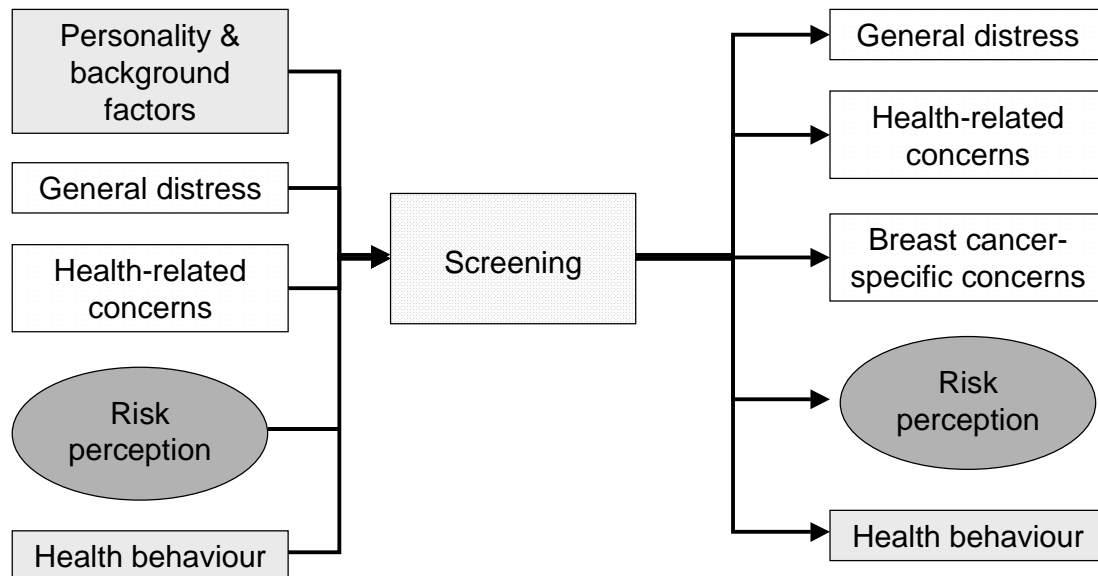 Personality &
background
factors
General distress
Health-related
concerns
Risk
perception
Health behaviour
Screening
General distress
Health-related
concerns
Breast cancer-
specific concerns
Risk
perception
Health behaviour